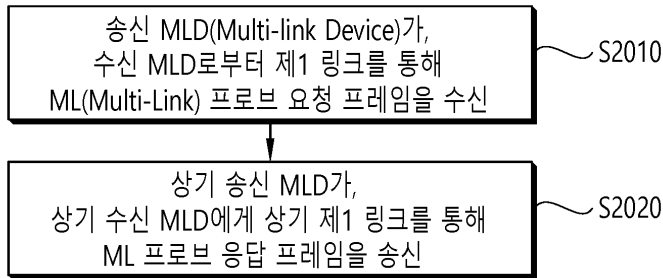 송신 MLD(Multi-link Device)가,
수신 MLD로부터 제1 링크를 통해
ML(Multi-Link) 프로브 요청 프레임을 수신
S2010
상기 송신 MLD가,
상기 수신 MLD에게 상기 제1 링크를 통해
ML 프로브 응답 프레임을 송신
S2020